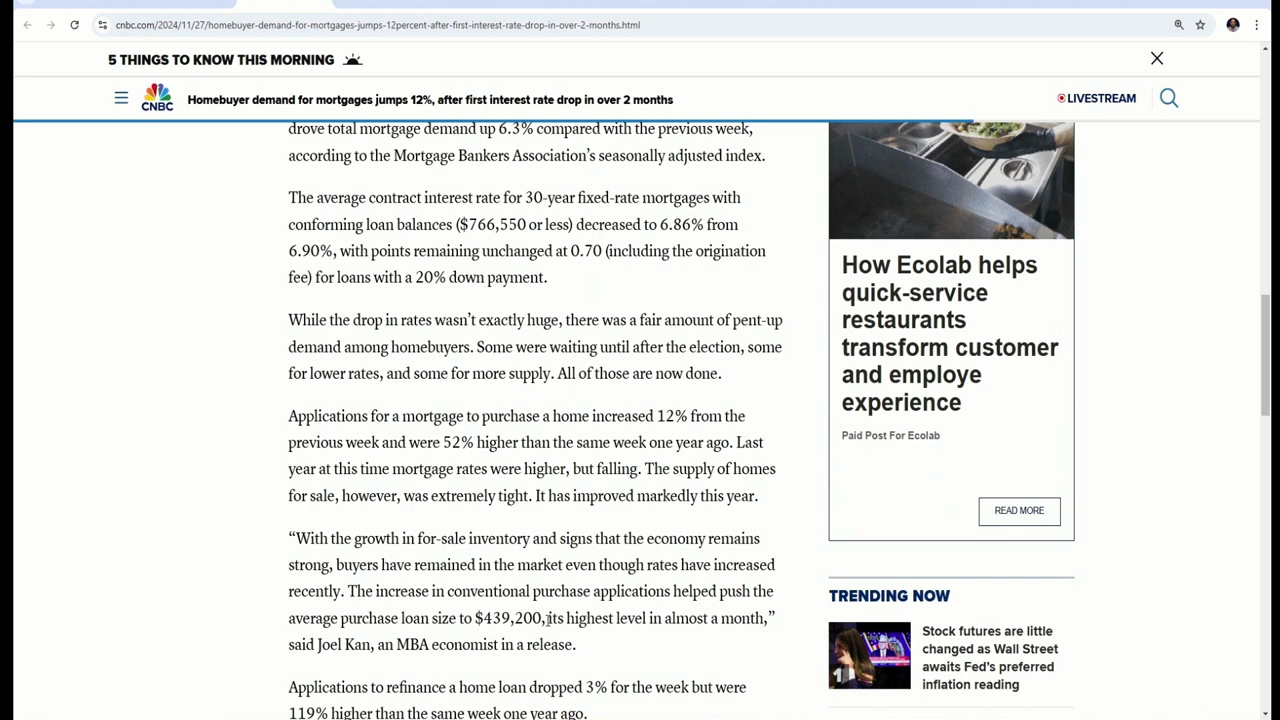 cnbc.com/2024/11/27/homebuyer-demand-for-mortgages-jumps-12percent-after-first-interest-rate-drop-in-over-2-months.html
5 THINGS TO KNOW THIS MORNING
CNBC
Homebuyer demand for mortgages jumps 12%, after first interest rate drop in over 2 months
LIVESTREAM
drove total mortgage demand up 6.3% compared with the previous week,
according to the Mortgage Bankers Association’s seasonally adjusted index.
The average contract interest rate for 30-year fixed-rate mortgages with
conforming loan balances ($766,550 or less) decreased to 6.86% from
6.90%, with points remaining unchanged at 0.70 (including the origination
fee) for loans with a 20% down payment.
While the drop in rates wasn’t exactly huge, there was a fair amount of pent-up
demand among homebuyers. Some were waiting until after the election, some
for lower rates, and some for more supply. All of those are now done.
Applications for a mortgage to purchase a home increased 12% from the
previous week and were 52% higher than the same week one year ago. Last
year at this time mortgage rates were higher, but falling. The supply of homes
for sale, however, was extremely tight. It has improved markedly this year.
“With the growth in for-sale inventory and signs that the economy remains
strong, buyers have remained in the market even though rates have increased
recently. The increase in conventional purchase applications helped push the
average purchase loan size to $439,200, its highest level in almost a month,”
said Joel Kan, an MBA economist in a release.
Applications to refinance a home loan dropped 3% for the week but were
119% higher than the same week one year ago.
How Ecolab helps
quick-service
restaurants
transform customer
and employe
experience
Paid Post For Ecolab
READ MORE
TRENDING NOW
Stock futures are little
changed as Wall Street
awaits Fed’s preferred
inflation reading